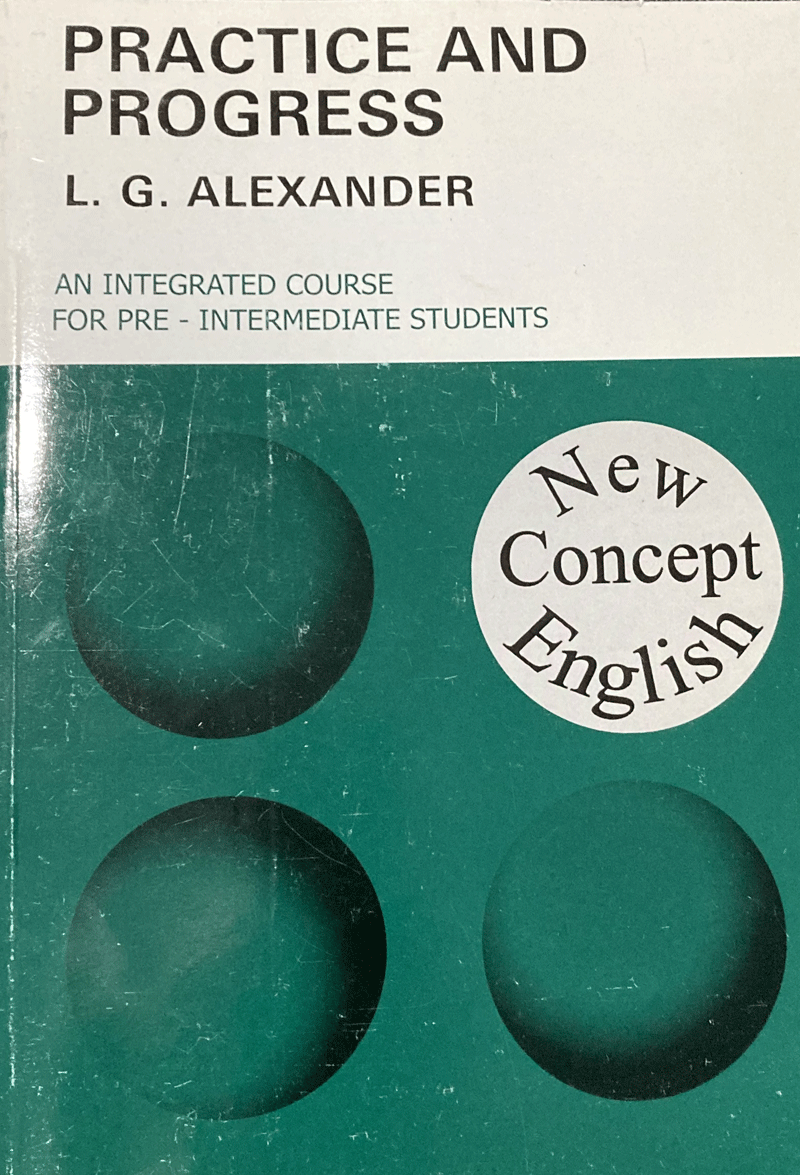 PRACTICE AND
PROGRESS
L. G. ALEXANDER
AN INTEGRATED COURSE
FOR PRE - INTERMEDIATE STUDENTS
New
Concept
English